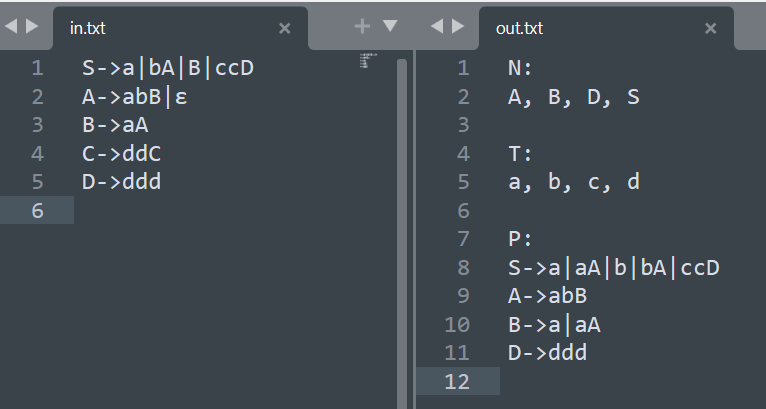 in.txt
1 S->a|bA|B|ccD
2 A->abB|ε
3 B->aA
4 C->ddC
5 D->ddd
6
out.txt
1 N:
2 A, B, D, S
3
4 T:
5 a, b, c, d
6
7 P:
8 S->a|aA|b|bA|ccD
9 A->abB
10 B->a|aA
11 D->ddd
12